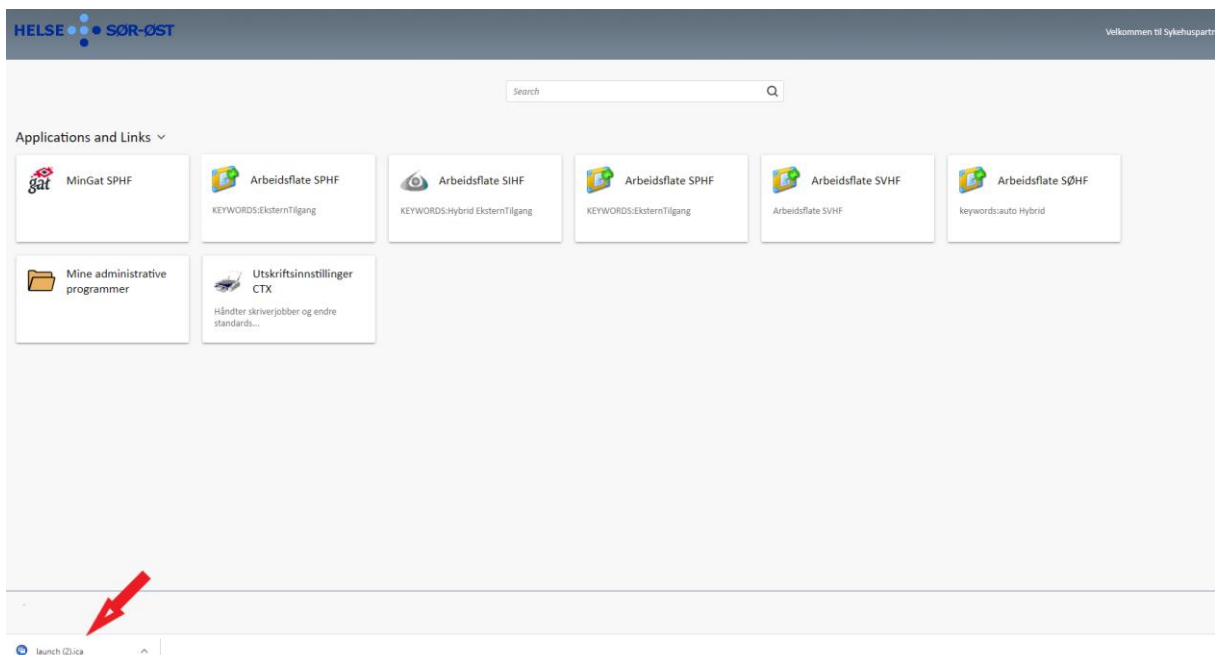 HELSE SØR-ØST
Velkommen til Sykehuspartn
Search
Applications and Links
MinGat SPHF
Arbeidsflate SPHF
KEYWORDS:EksternTilgang
Arbeidsflate SIHF
KEYWORDS:Hybrid EksternTilgang
Arbeidsflate SPHF
KEYWORDS:EksternTilgang
Arbeidsflate SVHF
Arbeidsflate SVHF
Arbeidsflate SØHF
keywords:auto Hybrid
gat
Mine administrative
programmer
Utskriftsinnstillinger
CTX
Håndter skriverjobber og endre
standards...
launch (2).ica